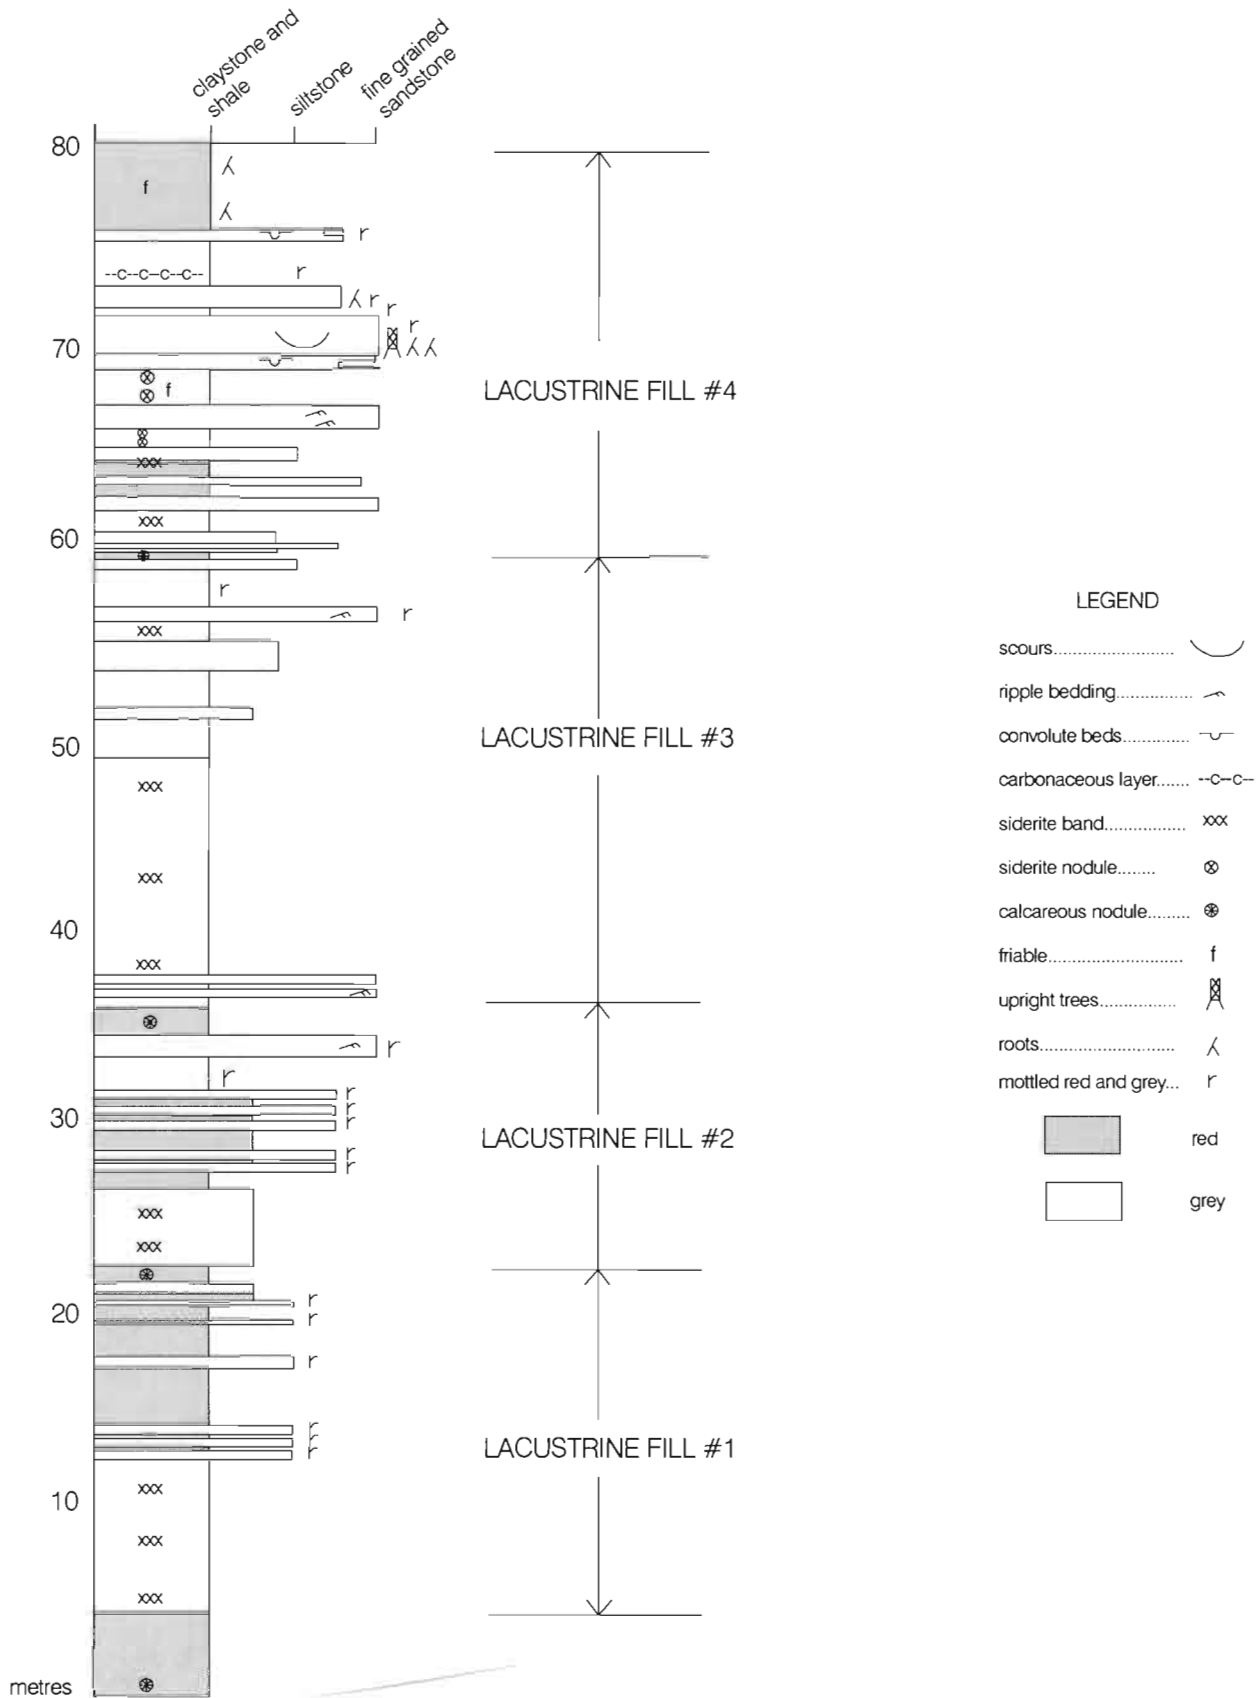 claystone and
shale
siltstone
fine grained
sandstone
80
f
r
--C--C--C--C--
r
r
r
r
70
f
LACUSTRINE FILL #4
xxx
xxx
60
r
r
xxx
LACUSTRINE FILL #3
50
xxx
xxx
40
xxx
r
r
r
r
30
r
r
r
LACUSTRINE FILL #2
xxx
xxx
r
20
r
r
r
r
r
LACUSTRINE FILL #1
10
xxx
xxx
xxx
metres
LEGEND
scours........................
ripple bedding...............
convolute beds.............
carbonaceous layer....... --C--C--
siderite band................. xxx
siderite nodule........
calcareous nodule.........
friable........................... f
upright trees................
roots...........................
mottled red and grey... r
red
grey